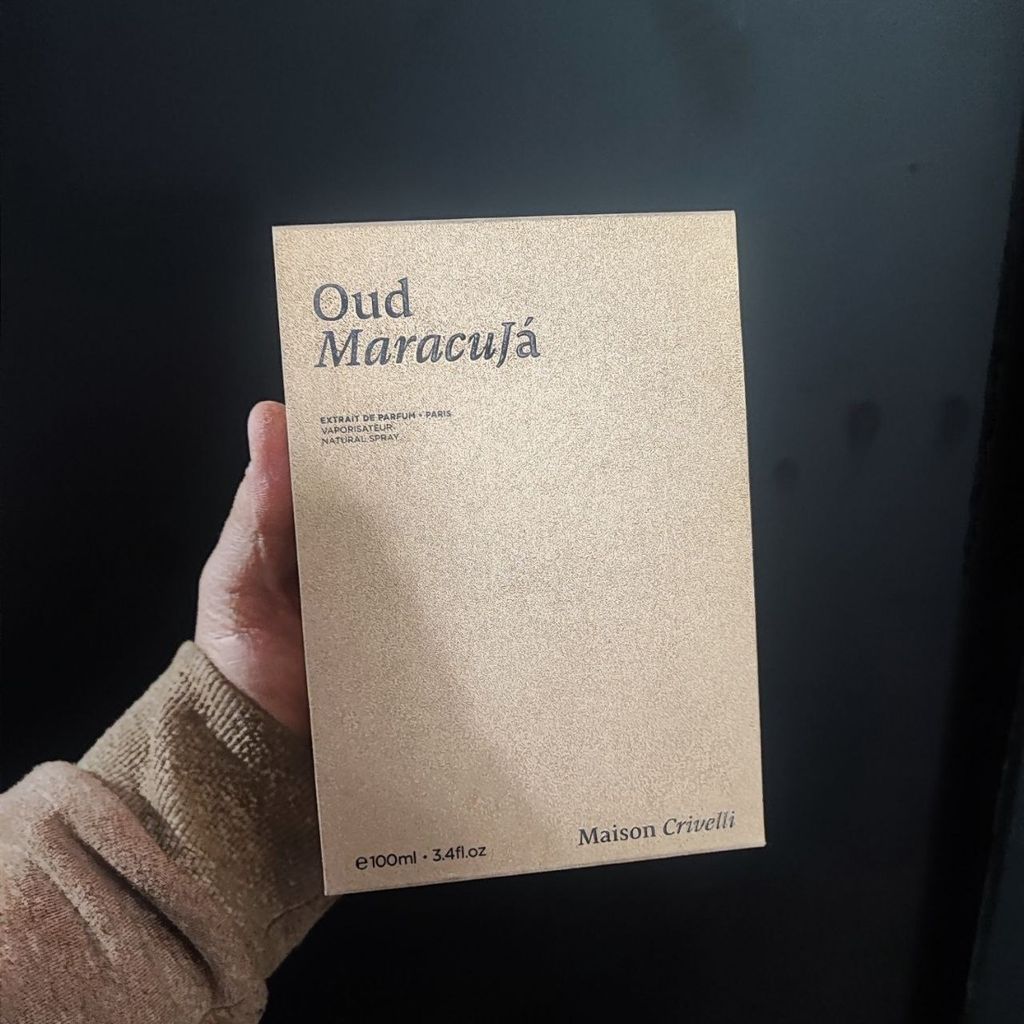 Oud
MaracuJá
EXTRAIT DE PARFUM • PARIS
VAPORISATEUR
NATURAL SPRAY
e 100ml • 3.4fl.oz
Maison Crivelli